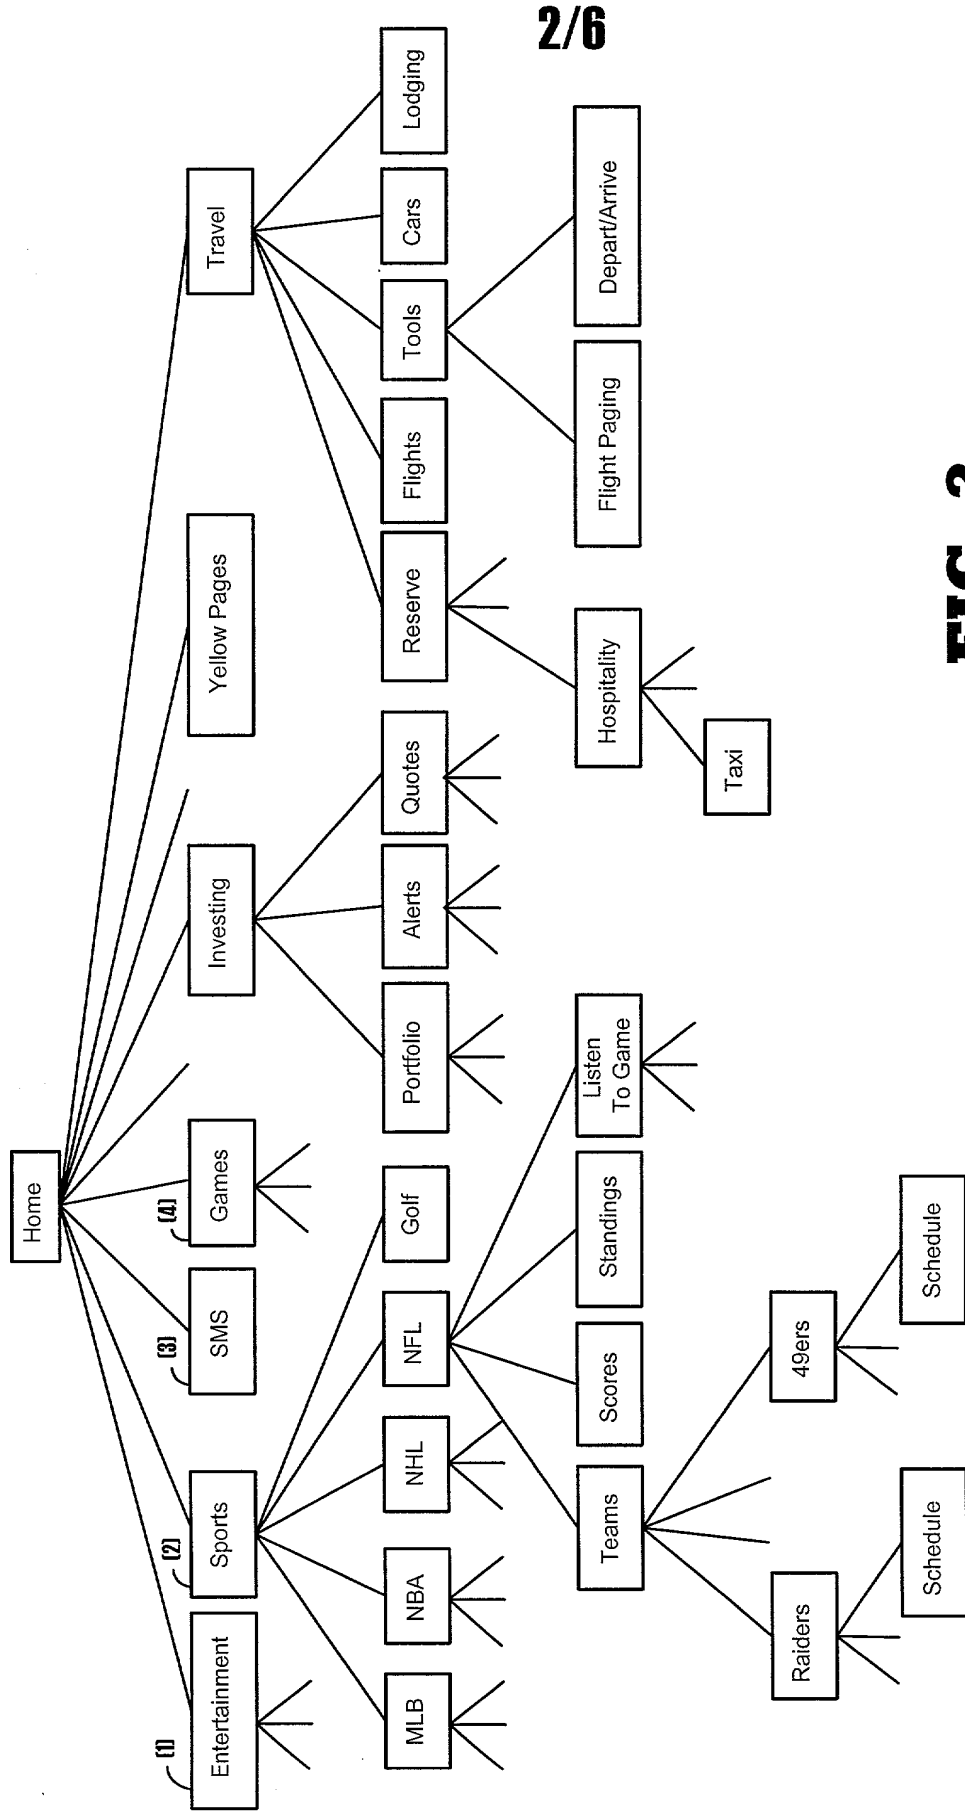 2/6
Home
(1)
(2)
(3)
(4)
Entertainment
Sports
SMS
Games
Investing
Yellow Pages
Travel
MLB
NBA
NHL
NFL
Golf
Portfolio
Alerts
Quotes
Reserve
Flights
Tools
Cars
Lodging
Teams
Scores
Standings
Listen
To Game
Hospitality
Flight Paging
Depart/Arrive
Taxi
Raiders
49ers
Schedule
Schedule